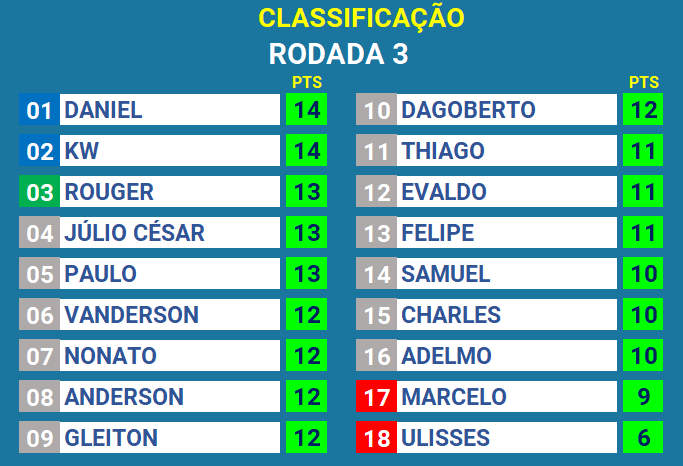 CLASSIFICAÇÃO
RODADA 3
PTS
01 DANIEL 14
02 KW 14
03 ROUGER 13
04 JÚLIO CÉSAR 13
05 PAULO 13
06 VANDERSON 12
07 NONATO 12
08 ANDERSON 12
09 GLEITON 12
PTS
10 DAGOBERTO 12
11 THIAGO 11
12 EVALDO 11
13 FELIPE 11
14 SAMUEL 10
15 CHARLES 10
16 ADELMO 10
17 MARCELO 9
18 ULISSES 6